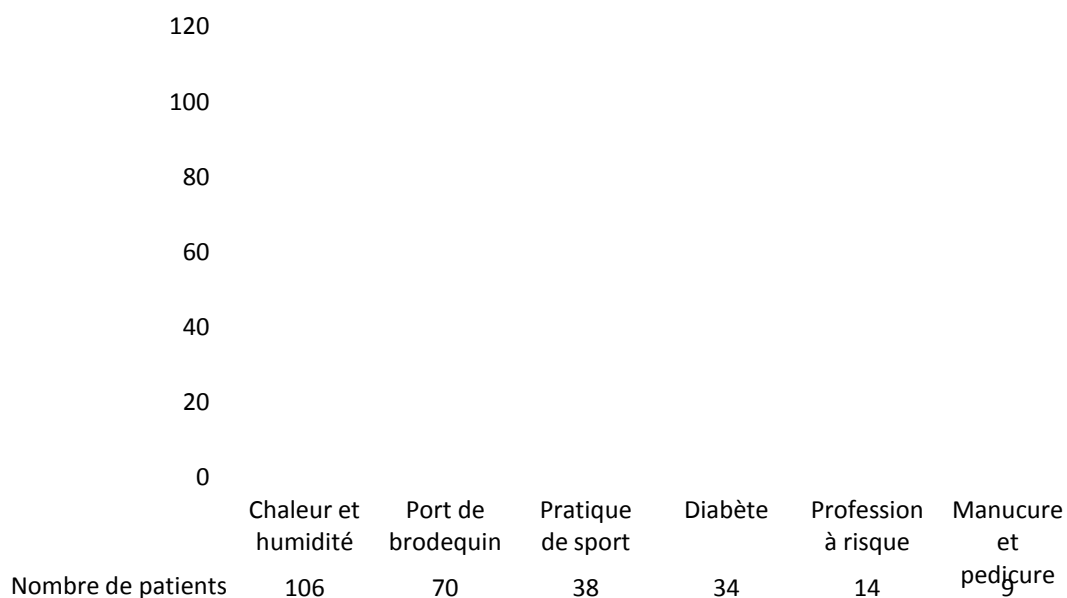 120
100
80
60
40
20
0
Chaleur et humidité
Port de brodequin
Pratique de sport
Diabète
Profession à risque
Manucure et pedicure
Nombre de patients 106 70 38 34 14 9